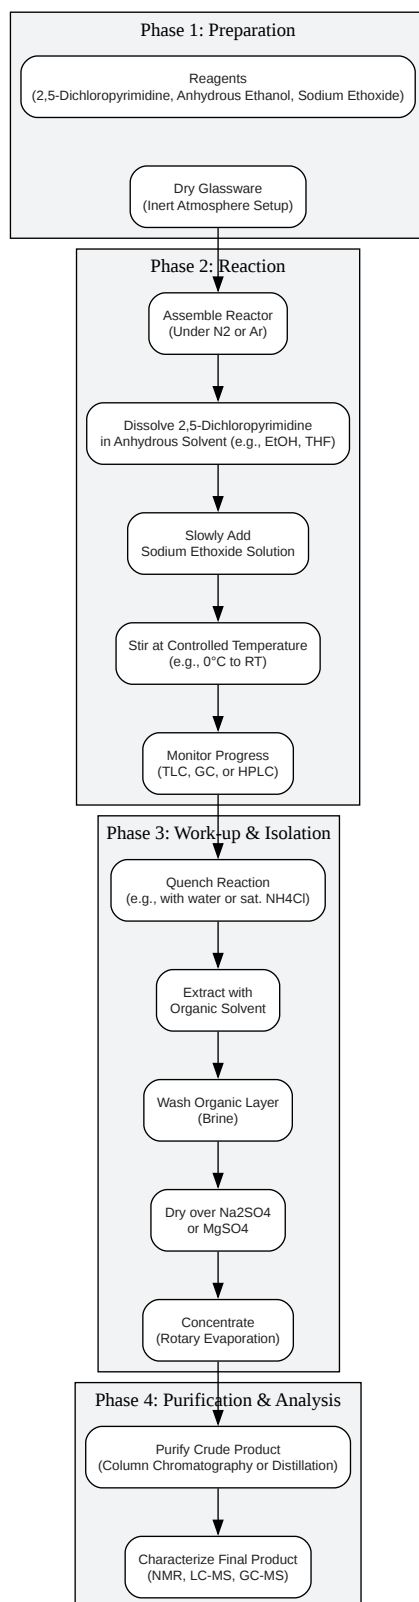 Phase 1: Preparation
Reagents
(2,5-Dichloropyrimidine, Anhydrous Ethanol, Sodium Ethoxide)
Dry Glassware
(Inert Atmosphere Setup)
Phase 2: Reaction
Assemble Reactor
(Under N2 or Ar)
Dissolve 2,5-Dichloropyrimidine
in Anhydrous Solvent (e.g., EtOH, THF)
Slowly Add
Sodium Ethoxide Solution
Stir at Controlled Temperature
(e.g., 0°C to RT)
Monitor Progress
(TLC, GC, or HPLC)
Phase 3: Work-up & Isolation
Quench Reaction
(e.g., with water or sat. NH4Cl)
Extract with
Organic Solvent
Wash Organic Layer
(Brine)
Dry over Na2SO4
or MgSO4
Concentrate
(Rotary Evaporation)
Phase 4: Purification & Analysis
Purify Crude Product
(Column Chromatography or Distillation)
Characterize Final Product
(NMR, LC-MS, GC-MS)